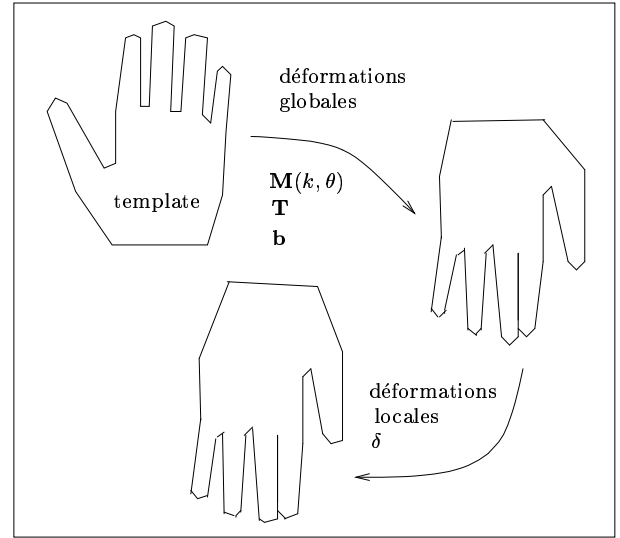 déformations
globales
template
M(k, θ)
T
b
déformations
locales
δ